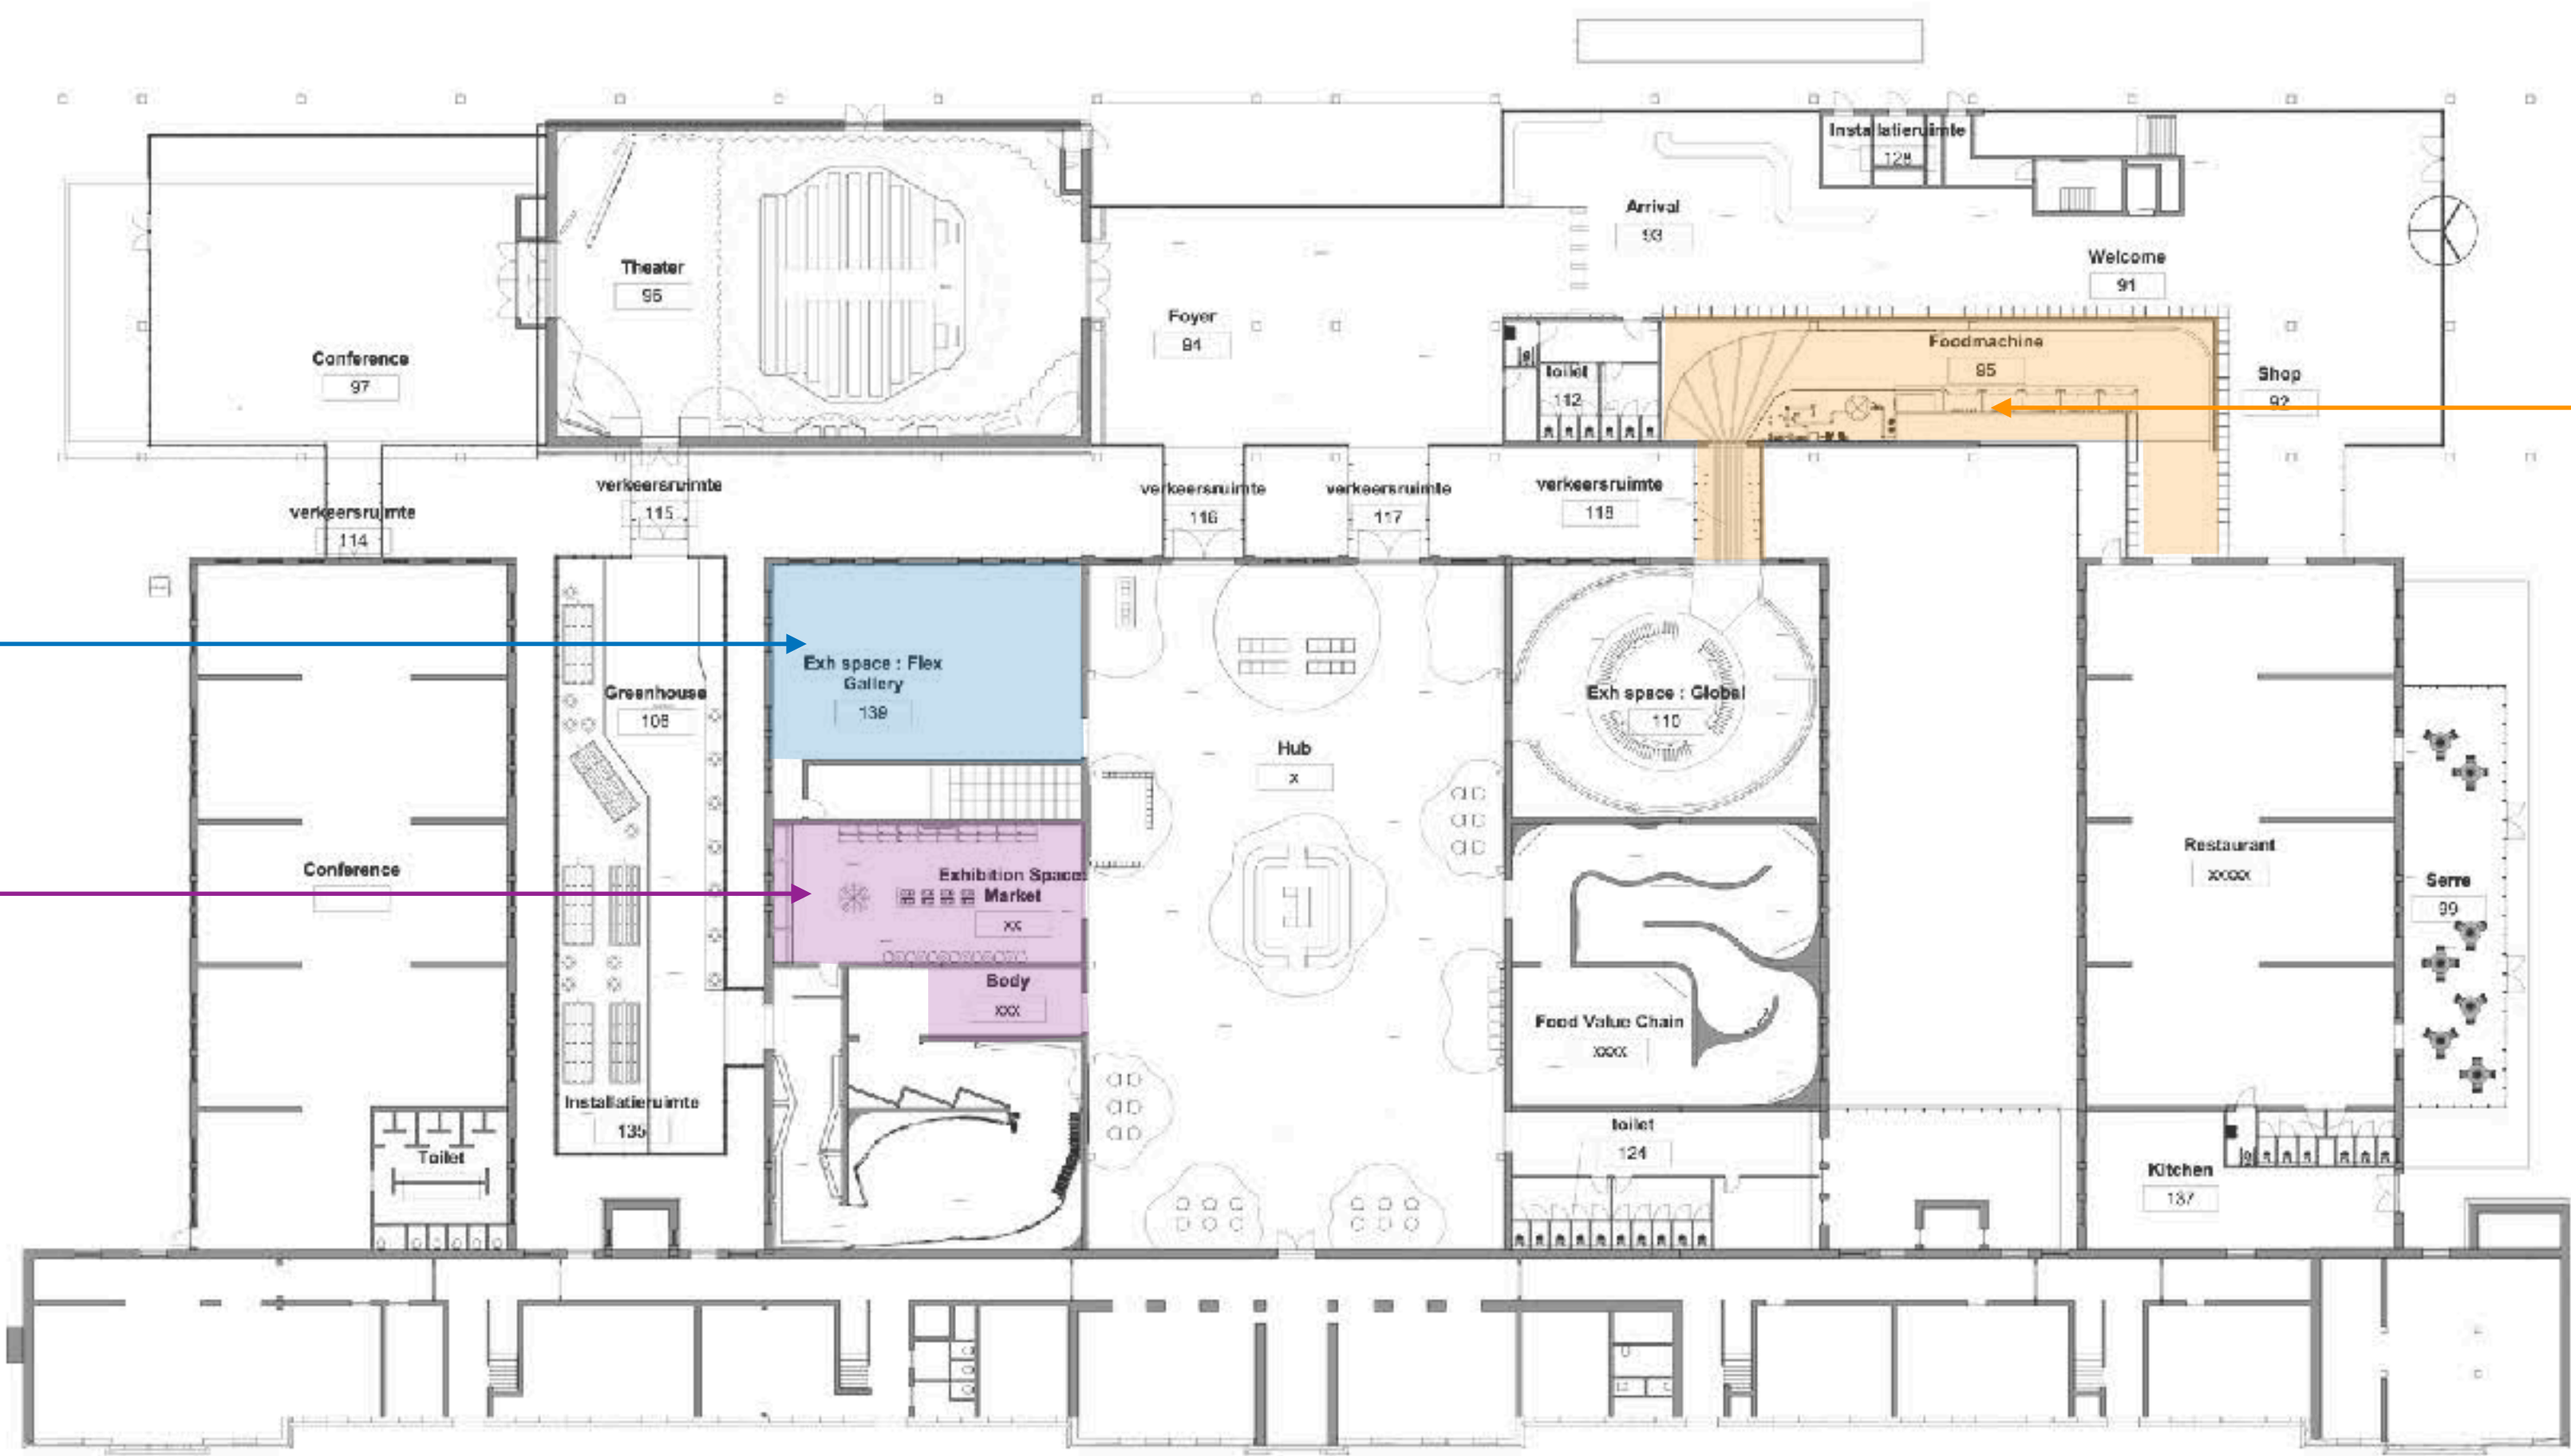 Installatieruimte
128
Arrival
93
Welcome
91
Theater
96
Foyer
94
Foodmachine
95
Conference
97
toilet
112
Shop
92
verkeersruimte
114
verkeersruimte
115
verkeersruimte
116
verkeersruimte
117
verkeersruimte
118
Exh space : Flex
Gallery
139
Greenhouse
108
Exh space : Global
110
Hub
x
Conference
Exhibition Space:
Market
xx
Restaurant
xxxxx
Serre
99
Body
xxx
Food Value Chain
xxxx
Installatieruimte
135
Toilet
toilet
124
Kitchen
137